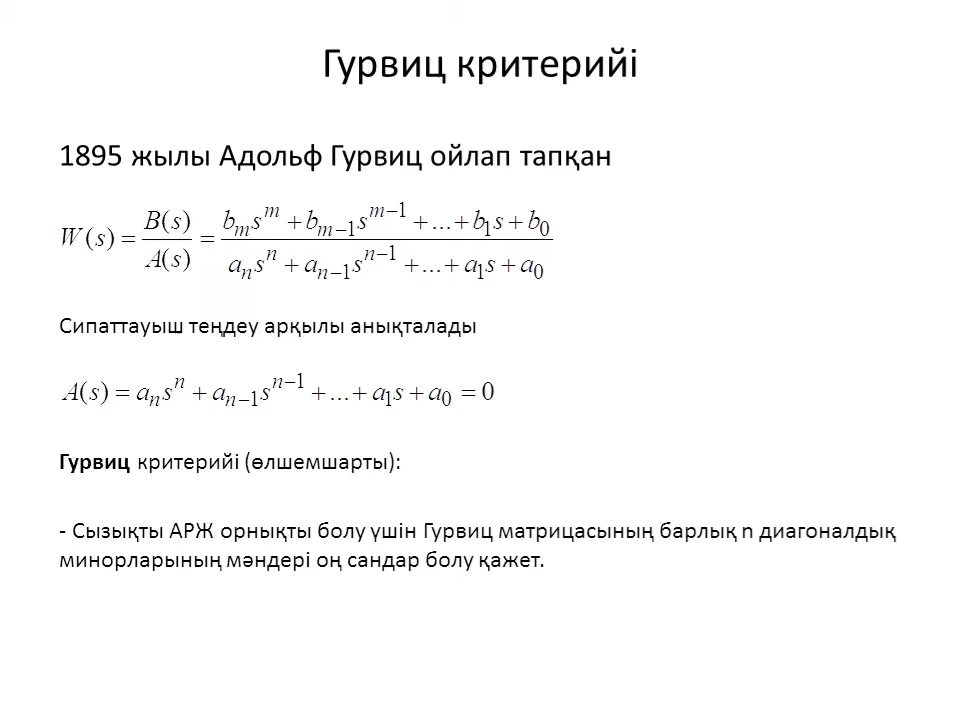 Гурвиц критерийі
1895 жылы Адольф Гурвиц ойлап тапқан
W(s) = B(s)/A(s) = (b_m s^m + b_{m−1} s^{m−1} + ... + b_1 s + b_0)/(a_n s^n + a_{n−1} s^{n−1} + ... + a_1 s + a_0)
Сипаттауыш теңдеу арқылы анықталады
A(s) = a_n s^n + a_{n−1} s^{n−1} + ... + a_1 s + a_0 = 0
Гурвиц критерийі (өлшемшарты):
- Сызықты АРЖ орнықты болу үшін Гурвиц матрицасының барлық n диагоналдық
минорларының мәндері оң сандар болу қажет.